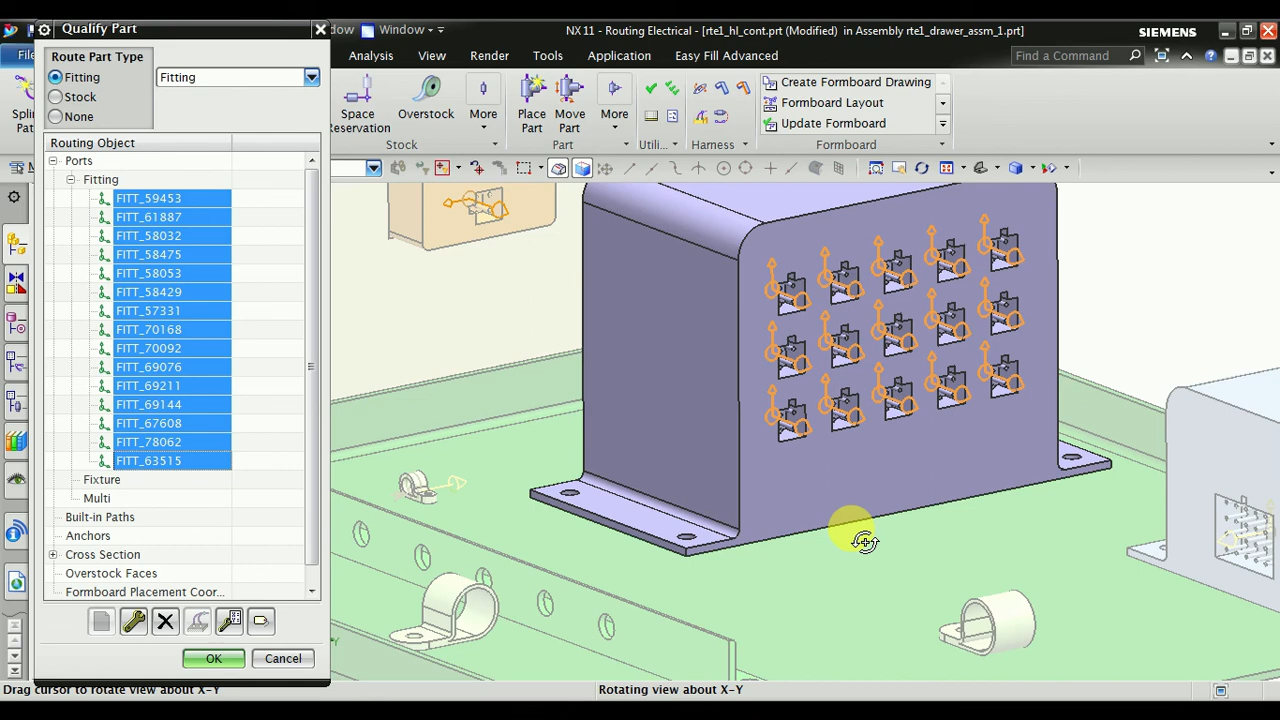 Qualify Part
Window
Window
NX 11 - Routing Electrical - [rte1_hl_cont.prt (Modified) in Assembly rte1_drawer_assm_1.prt]
SIEMENS
File
Analysis
View
Render
Tools
Application
Easy Fill Advanced
Find a Command
Route Part Type
Fitting
Stock
None
Fitting
Space Reservation
Overstock
More
Place Part
Move Part
More
Create Formboard Drawing
Formboard Layout
Update Formboard
Stock
Part
Utili...
Harness
Formboard
Routing Object
Ports
Fitting
FITT_59453
FITT_61887
FITT_58032
FITT_58475
FITT_58053
FITT_58429
FITT_57331
FITT_70168
FITT_70092
FITT_69076
FITT_69211
FITT_69144
FITT_67608
FITT_78062
FITT_63515
Fixture
Multi
Built-in Paths
Anchors
Cross Section
Overstock Faces
Formboard Placement Coor...
OK
Cancel
Drag cursor to rotate view about X-Y
Rotating view about X-Y